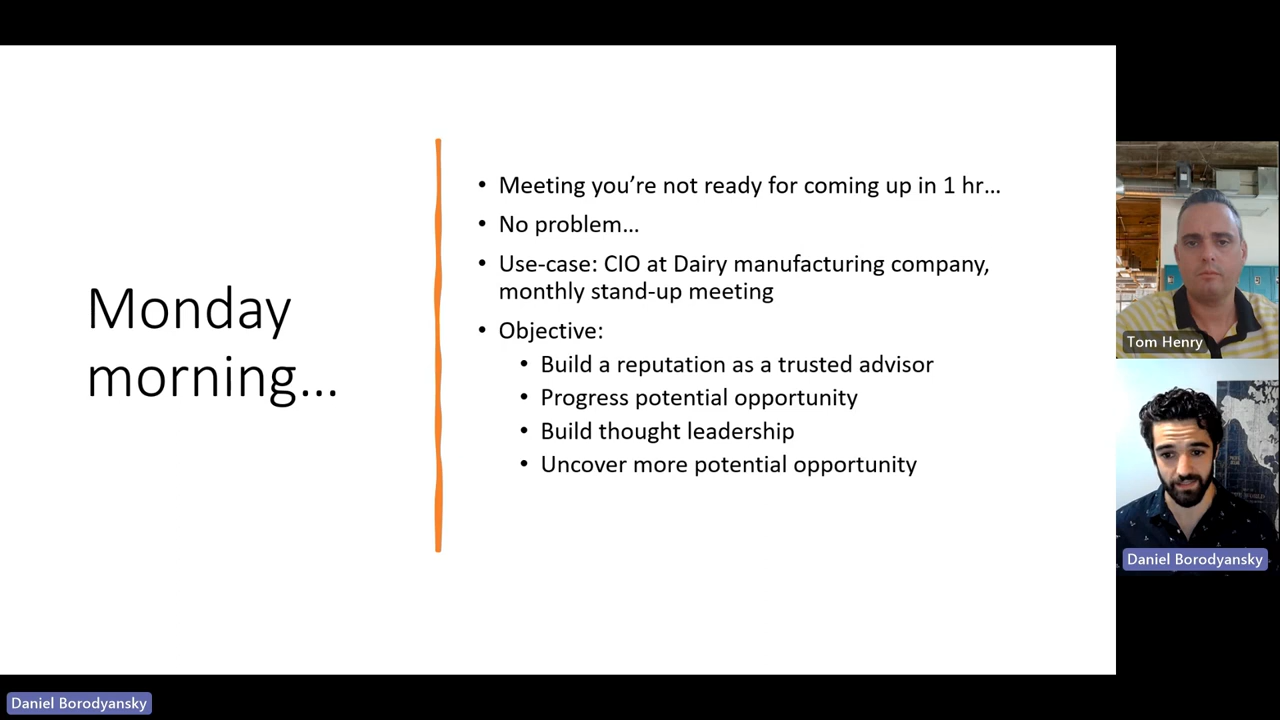 Monday
morning...
• Meeting you’re not ready for coming up in 1 hr…
• No problem…
• Use-case: CIO at Dairy manufacturing company,
monthly stand-up meeting
• Objective:
• Build a reputation as a trusted advisor
• Progress potential opportunity
• Build thought leadership
• Uncover more potential opportunity
Tom Henry
Daniel Borodyansky
Daniel Borodyansky